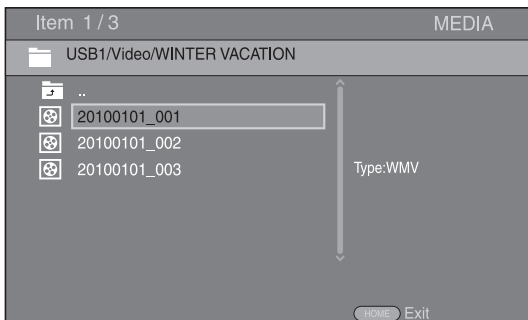 Item 1/3 MEDIA
USB1/Video/WINTER VACATION
..
20100101_001
20100101_002
20100101_003
Type:WMV
HOME Exit